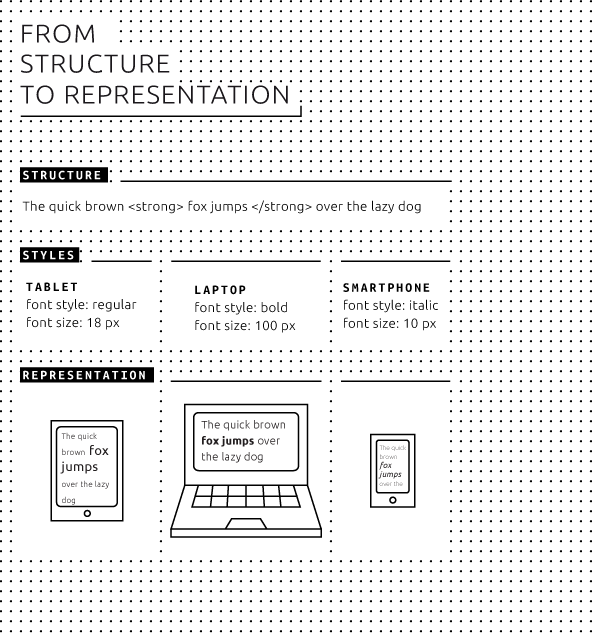 FROM
STRUCTURE
TO REPRESENTATION
STRUCTURE
The quick brown <strong> fox jumps </strong> over the lazy dog
STYLES
TABLET
font style: regular
font size: 18 px
LAPTOP
font style: bold
font size: 100 px
SMARTPHONE
font style: italic
font size: 10 px
REPRESENTATION
The quick
brown fox
jumps
over the lazy
dog
The quick brown
fox jumps over
the lazy dog
The quick
brown
fox
jumps
over the